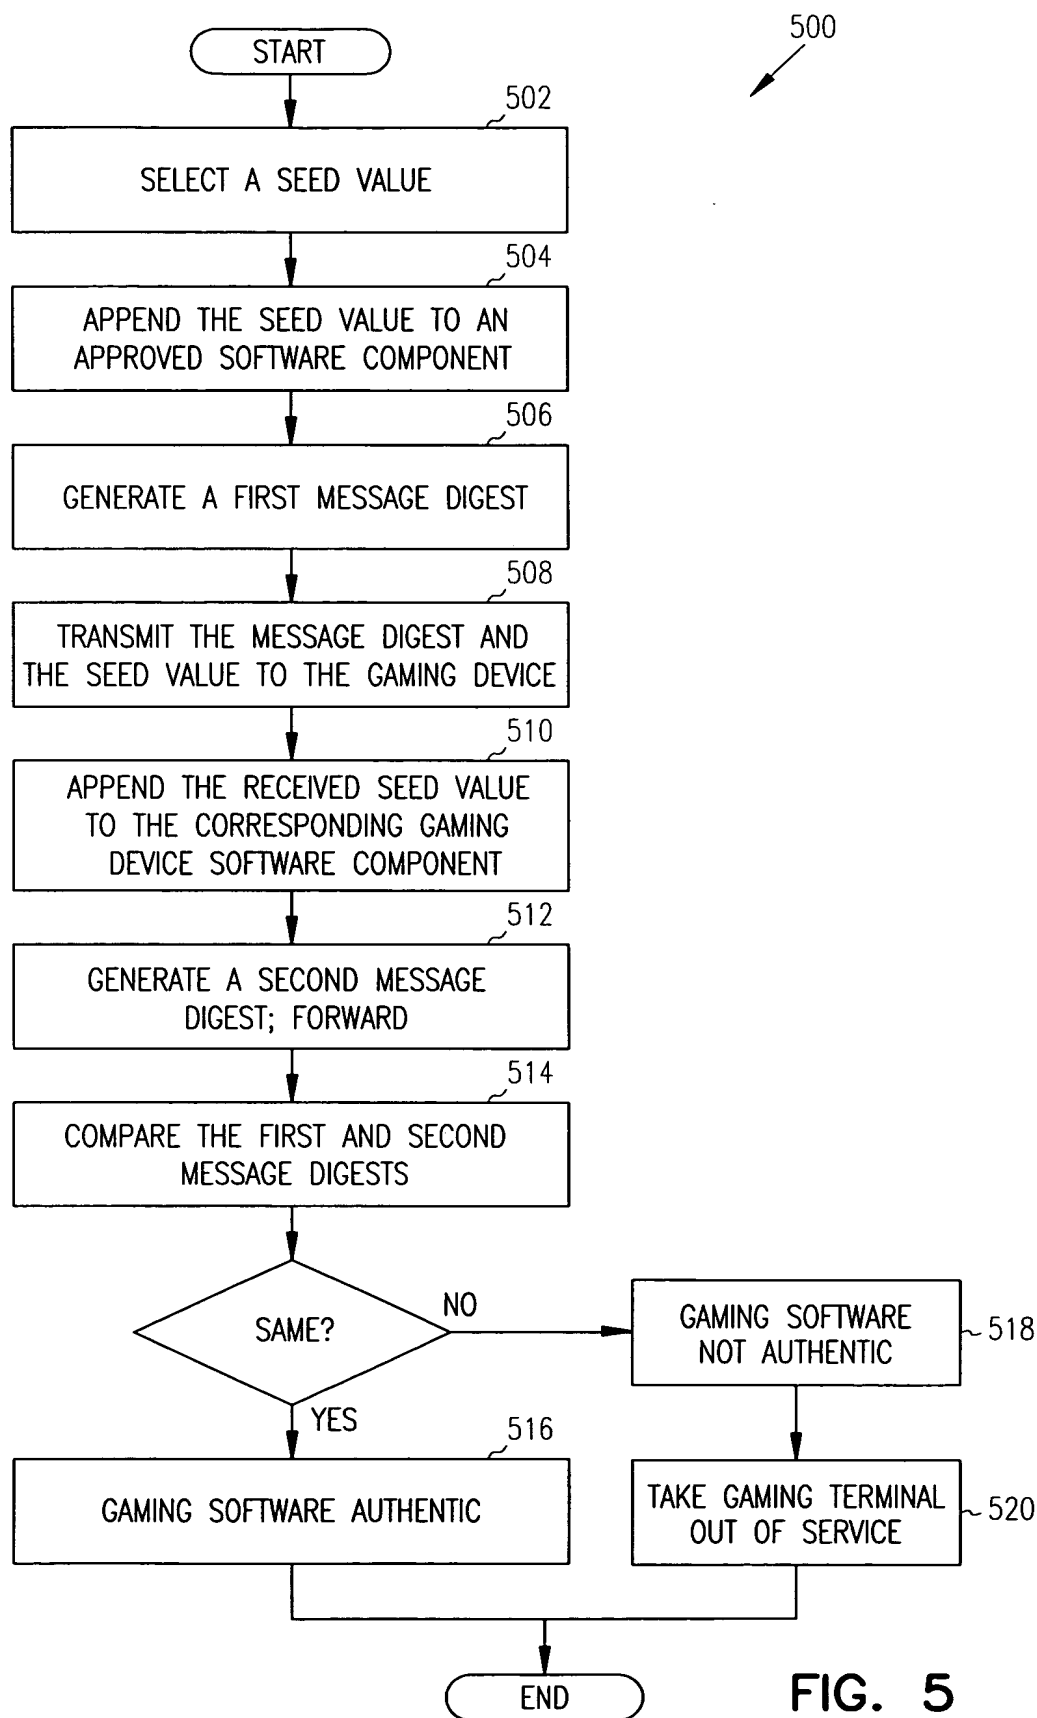 500
START
502
SELECT A SEED VALUE
504
APPEND THE SEED VALUE TO AN
APPROVED SOFTWARE COMPONENT
506
GENERATE A FIRST MESSAGE DIGEST
508
TRANSMIT THE MESSAGE DIGEST AND
THE SEED VALUE TO THE GAMING DEVICE
510
APPEND THE RECEIVED SEED VALUE
TO THE CORRESPONDING GAMING
DEVICE SOFTWARE COMPONENT
512
GENERATE A SECOND MESSAGE
DIGEST; FORWARD
514
COMPARE THE FIRST AND SECOND
MESSAGE DIGESTS
SAME?
NO
GAMING SOFTWARE
NOT AUTHENTIC
518
YES
516
GAMING SOFTWARE AUTHENTIC
TAKE GAMING TERMINAL
OUT OF SERVICE
520
END
FIG. 5